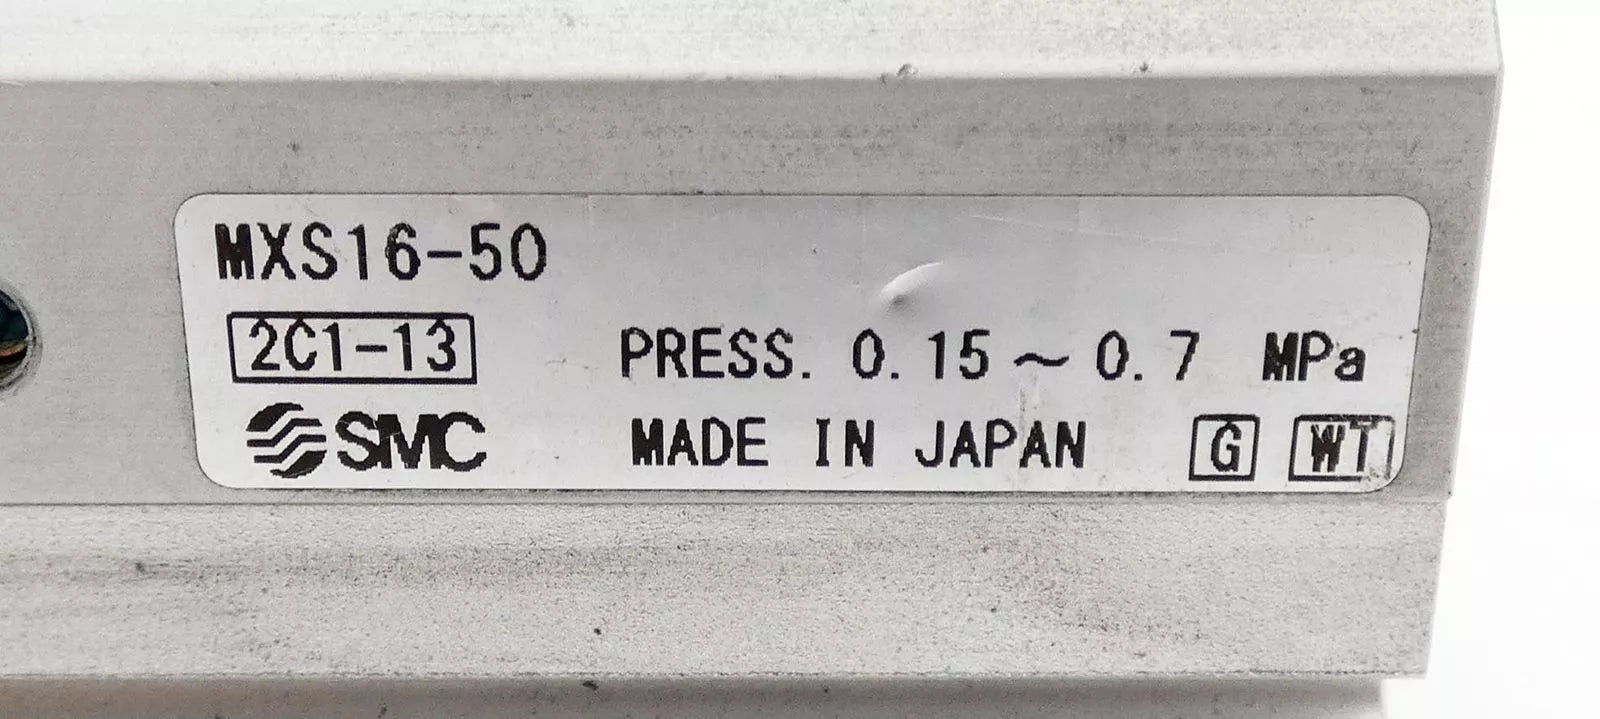 MXS16-50
2C1-13 PRESS. 0.15~0.7 MPa
SMC MADE IN JAPAN G WT